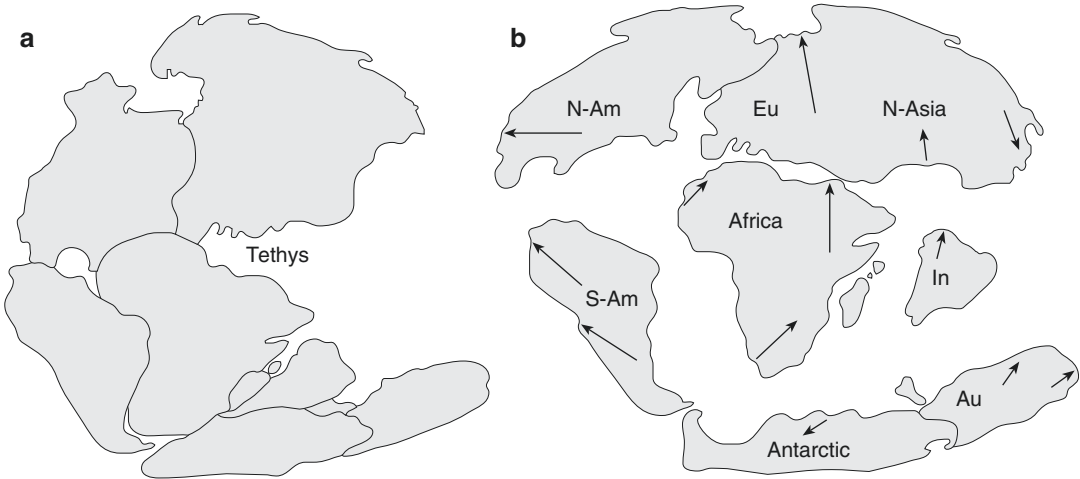 a
Tethys
b
N-Am
Eu
N-Asia
Africa
S-Am
In
Au
Antarctic